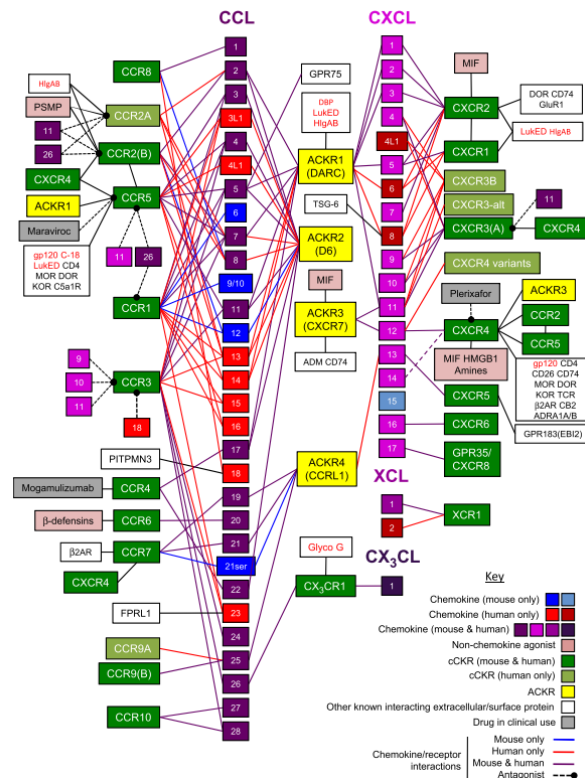 CCL
CXCL
CCR8
HIgAB
PSMP
11
26
CCR2A
CCR2(B)
CXCR4
ACKR1
CCR5
Maraviroc
gp120 C-18
LukED CD4
MOR DOR
KOR C5a1R
11
26
CCR1
9
10
11
CCR3
18
PITPMN3
Mogamulizumab
CCR4
β-defensins
CCR6
β2AR
CCR7
CXCR4
FPRL1
CCR9A
CCR9(B)
CCR10
1
2
3
3L1
4
4L1
5
6
7
8
9/10
11
12
13
14
15
16
17
18
19
20
21
21ser
22
23
24
25
26
27
28
GPR75
DBP
LukED
HIgAB
ACKR1
(DARC)
TSG-6
ACKR2
(D6)
MIF
ACKR3
(CXCR7)
ADM CD74
ACKR4
(CCRL1)
Glyco G
CX3CR1
1
2
3
4
4L1
5
6
7
8
9
10
11
12
13
14
15
16
17
XCL
1
2
XCR1
CX3CL
1
MIF
CXCR2
DOR CD74
GluR1
CXCR1
LukED HIgAB
CXCR3B
CXCR3-alt
11
CXCR3(A)
CXCR4
CXCR4 variants
Plerixafor
ACKR3
CXCR4
CCR2
CCR5
MIF HMGB1
Amines
gp120 CD4
CD26 CD74
MOR DOR
KOR TCR
β2AR CB2
ADRA1A/B
CXCR5
CXCR6
GPR183(EBI2)
GPR35/
CXCR8
Key
Chemokine (mouse only)
Chemokine (human only)
Chemokine (mouse & human)
Non-chemokine agonist
cCKR (mouse & human)
cCKR (human only)
ACKR
Other known interacting extracellular/surface protein
Drug in clinical use
Chemokine/receptor
interactions
Mouse only
Human only
Mouse & human
Antagonist